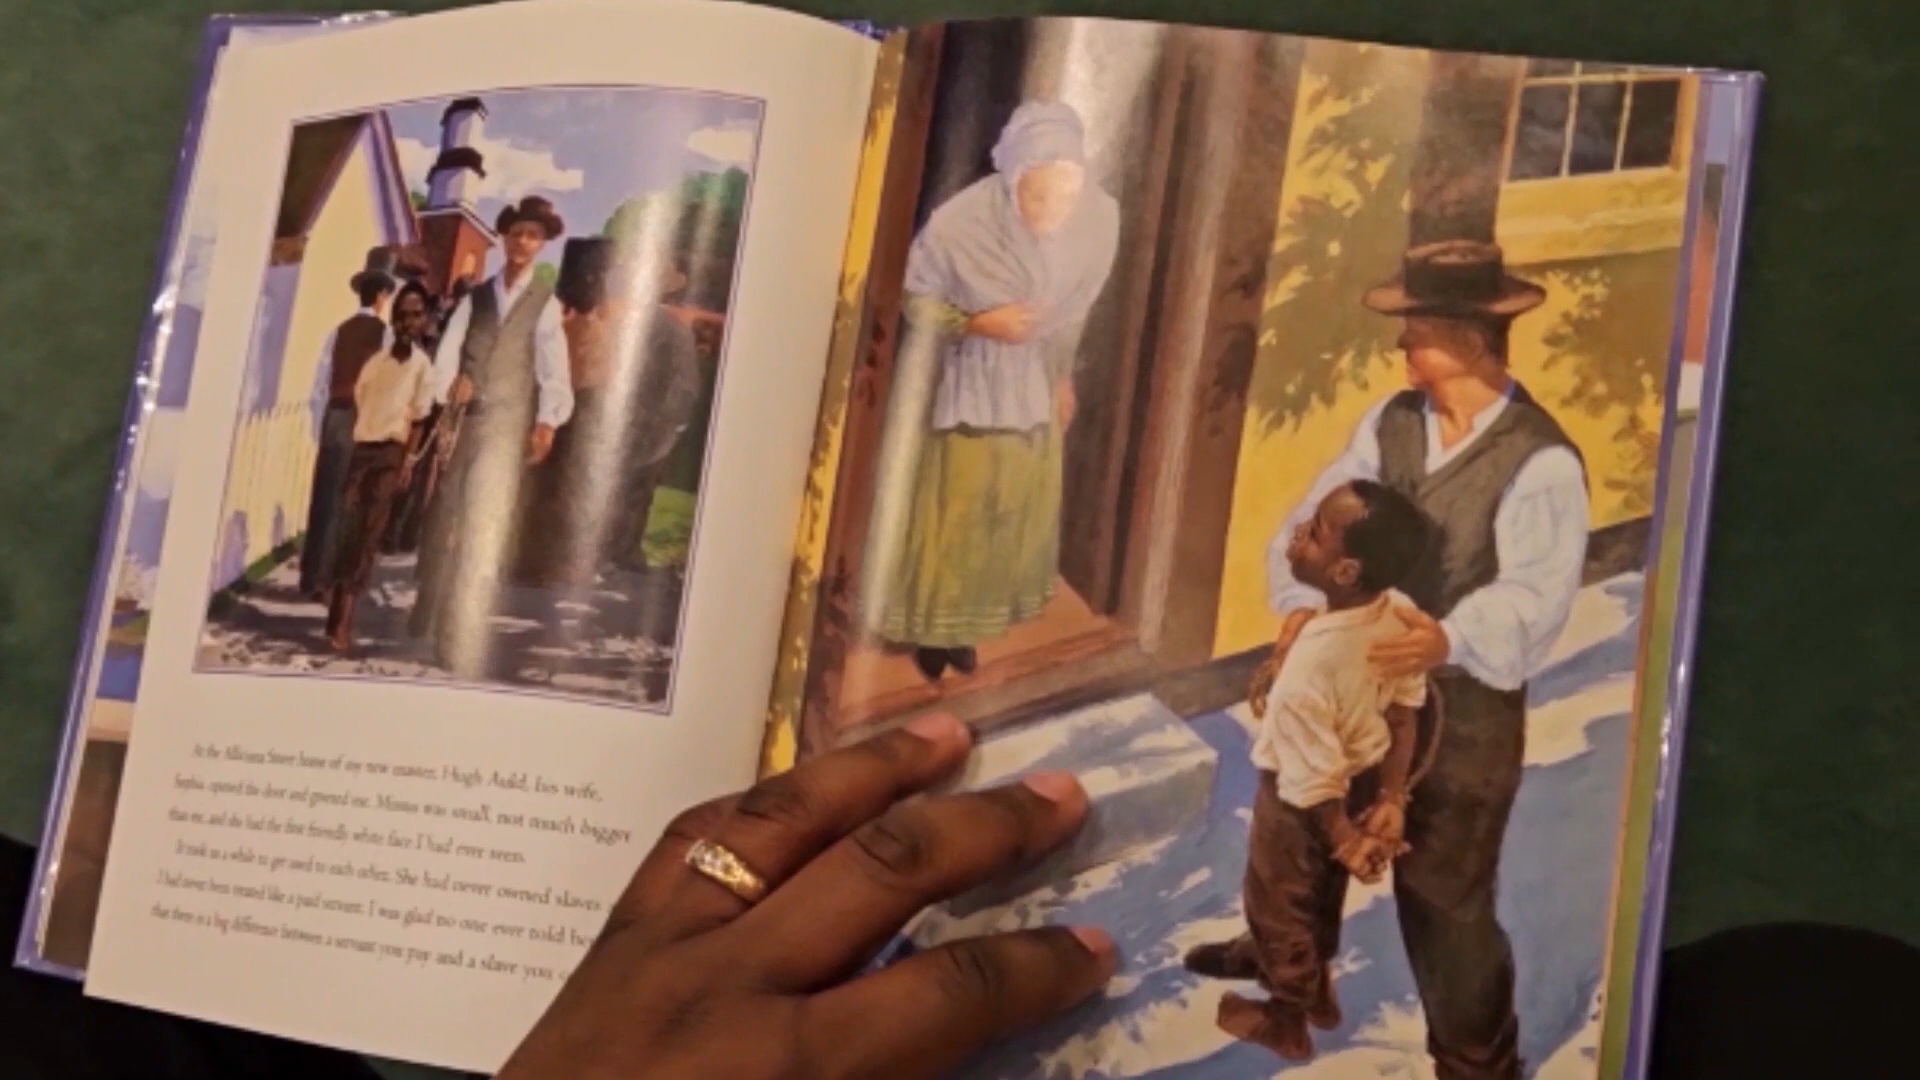 At the Alliciana Street home of my new master, Hugh Auld, his wife,
Sophia, opened the door and greeted me. Missus was small, not much bigger
than me, and she had the first friendly white face I had ever seen.
It took us a while to get used to each other. She had never owned slaves
I had never been treated like a paid servant. I was glad no one ever told her
that there is a big difference between a servant you pay and a slave you